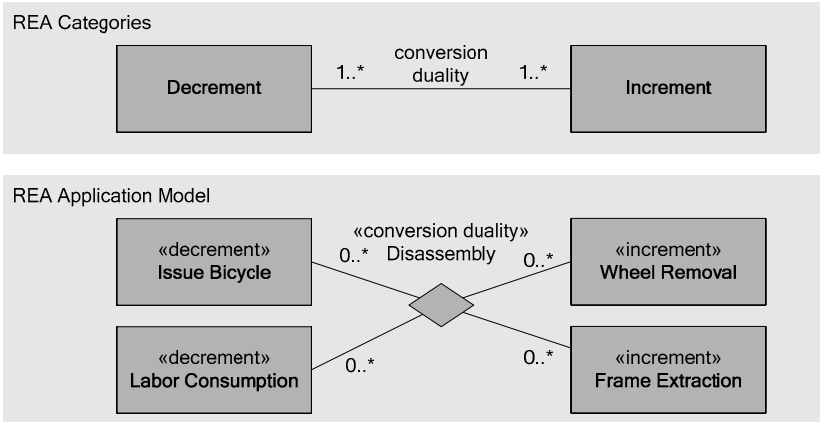 REA Categories
conversion
duality
1..*
1..*
Decrement
Increment
REA Application Model
«conversion duality»
Disassembly
«decrement»
Issue Bicycle
0..*
0..*
«increment»
Wheel Removal
«decrement»
Labor Consumption
0..*
0..*
«increment»
Frame Extraction